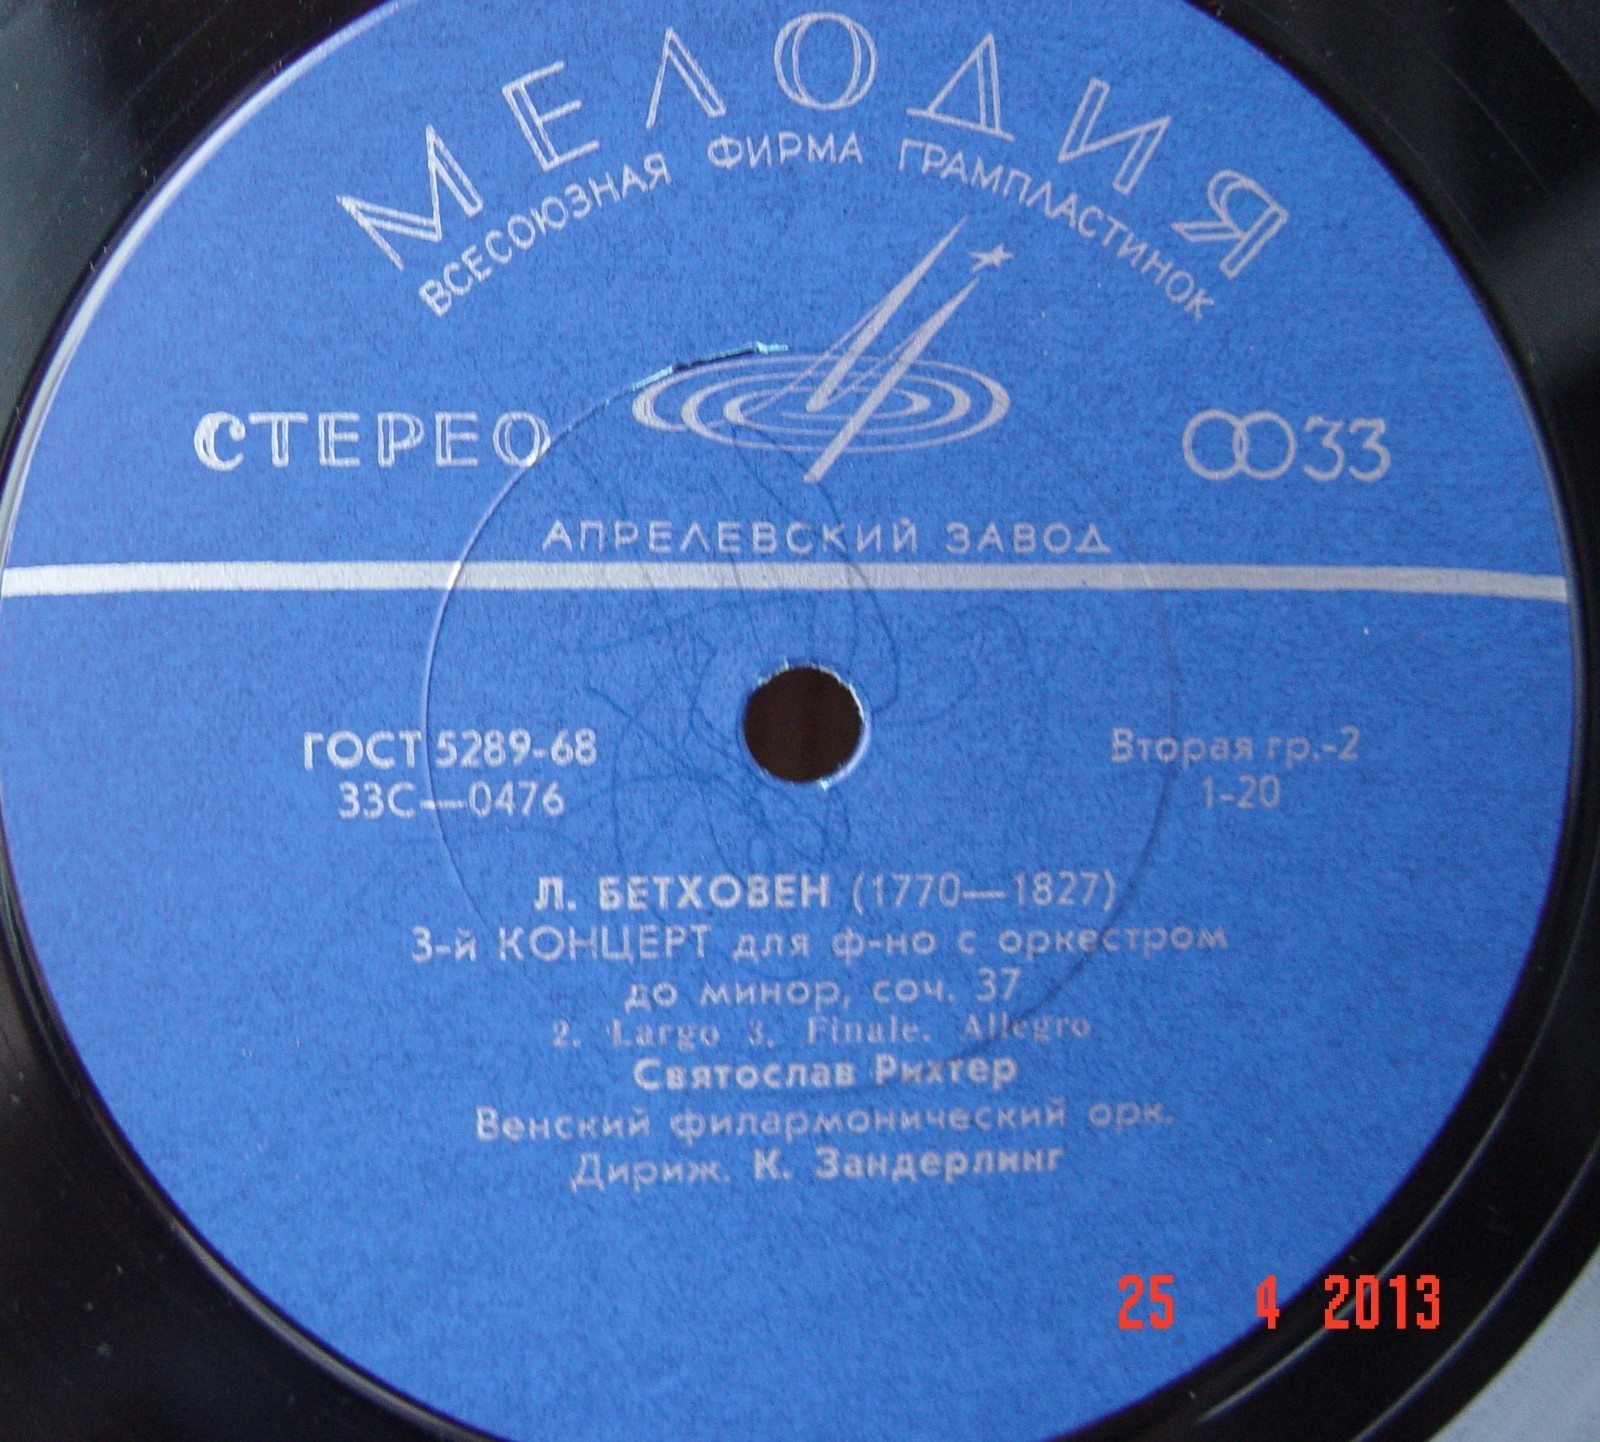 МЕЛОДИЯ
ВСЕСОЮЗНАЯ ФИРМА ГРАМПЛАСТИНОК
СТЕРЕО
33
АПРЕЛЕВСКИЙ ЗАВОД
ГОСТ 5289-68
33С—0476
Вторая гр.-2
1-20
Л. БЕТХОВЕН (1770—1827)
3-й КОНЦЕРТ для ф-но с оркестром
до минор, соч. 37
2. Largo 3. Finale. Allegro
Святослав Рихтер
Венский филармонический орк.
Дириж. К. Зандерлинг
25 4 2013